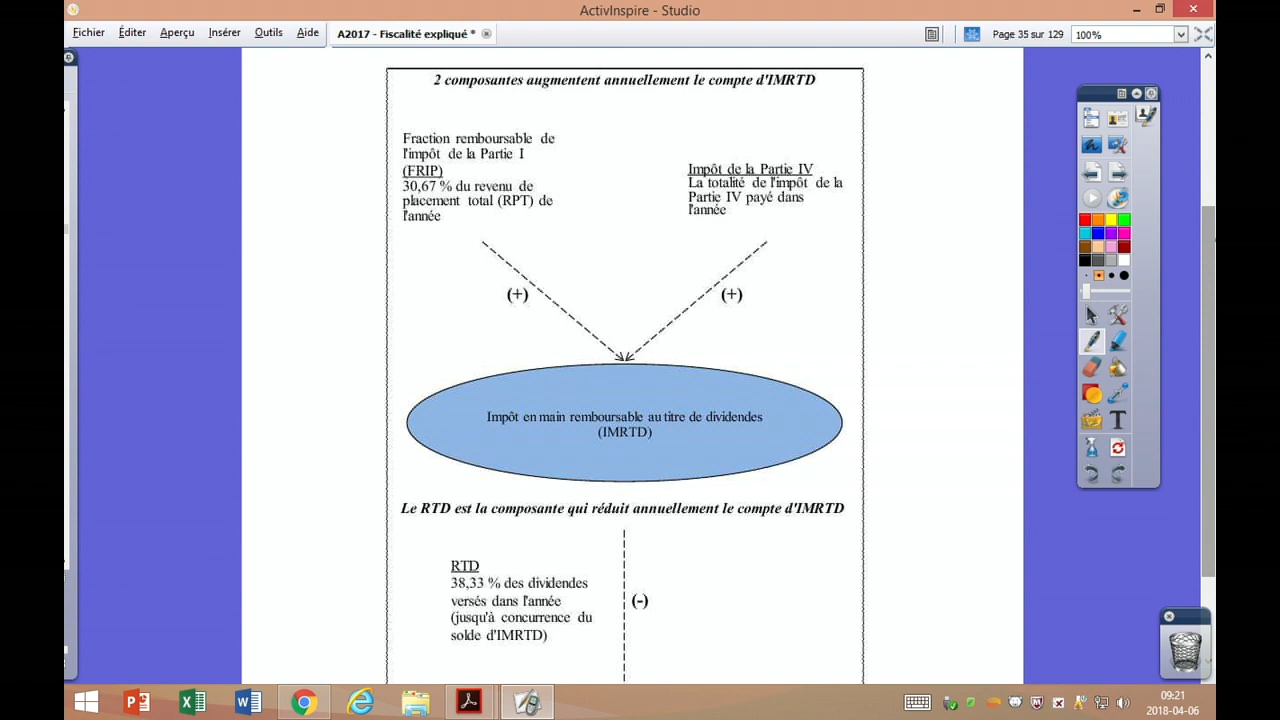 ActivInspire - Studio
Fichier Éditer Aperçu Insérer Outils Aide
A2017 - Fiscalité expliqué *
Page 35 sur 129
100%
2 composantes augmentent annuellement le compte d'IMRTD
Fraction remboursable de
l'impôt de la Partie I
(FRIP)
30,67 % du revenu de
placement total (RPT) de
l'année
Impôt de la Partie IV
La totalité de l'impôt de la
Partie IV payé dans
l'année
(+)
(+)
Impôt en main remboursable au titre de dividendes
(IMRTD)
Le RTD est la composante qui réduit annuellement le compte d'IMRTD
RTD
38,33 % des dividendes
versés dans l'année
(jusqu'à concurrence du
solde d'IMRTD)
(-)
09:21
2018-04-06